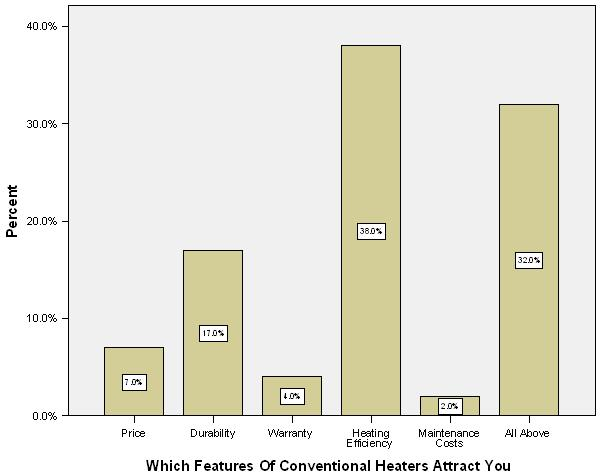 40.0%
30.0%
20.0%
10.0%
0.0%
Percent
7.0%
17.0%
4.0%
38.0%
2.0%
32.0%
Price
Durability
Warranty
Heating
Efficiency
Maintenance
Costs
All Above
Which Features Of Conventional Heaters Attract You